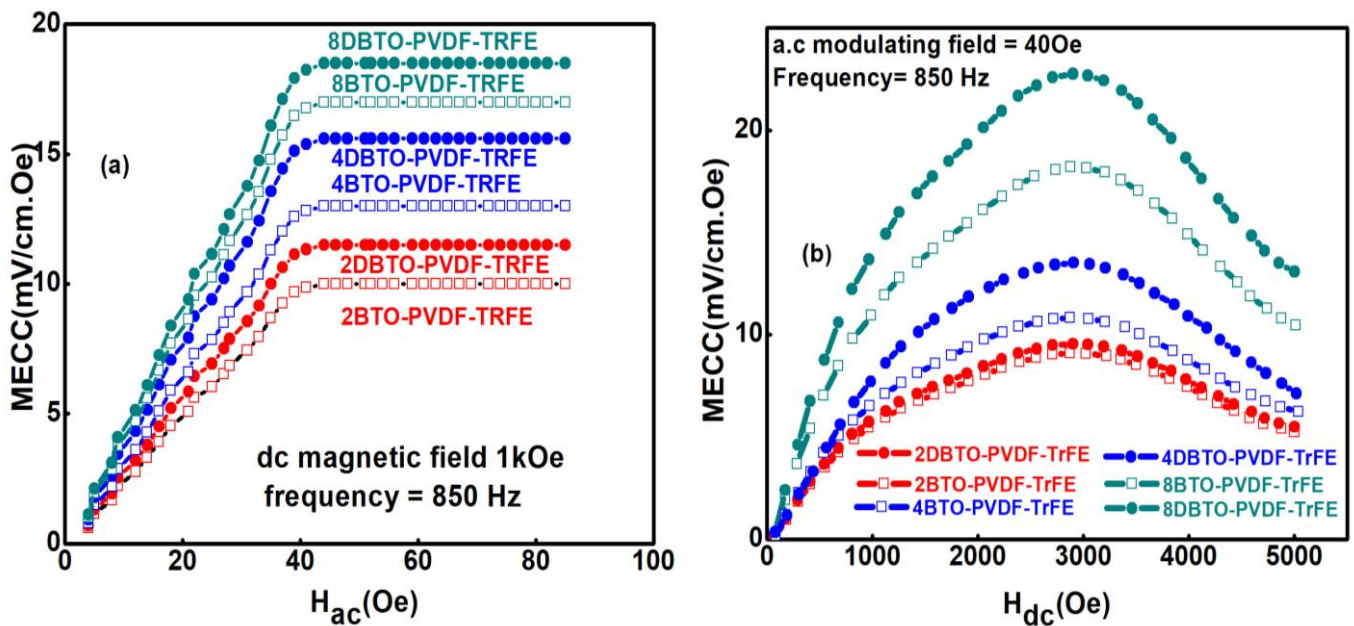 20
15
10
5
0
MECC(mV/cm.Oe)
(a)
8DBTO-PVDF-TRFE
8BTO-PVDF-TRFE
4DBTO-PVDF-TRFE
4BTO-PVDF-TRFE
2DBTO-PVDF-TRFE
2BTO-PVDF-TRFE
dc magnetic field 1kOe
frequency = 850 Hz
0 20 40 60 80 100
Hac(Oe)
a.c modulating field = 40Oe
Frequency= 850 Hz
20
10
0
MECC(mV/cm.Oe)
(b)
2DBTO-PVDF-TrFE
2BTO-PVDF-TrFE
4BTO-PVDF-TrFE
4DBTO-PVDF-TrFE
8BTO-PVDF-TrFE
8DBTO-PVDF-TrFE
0 1000 2000 3000 4000 5000
Hdc(Oe)